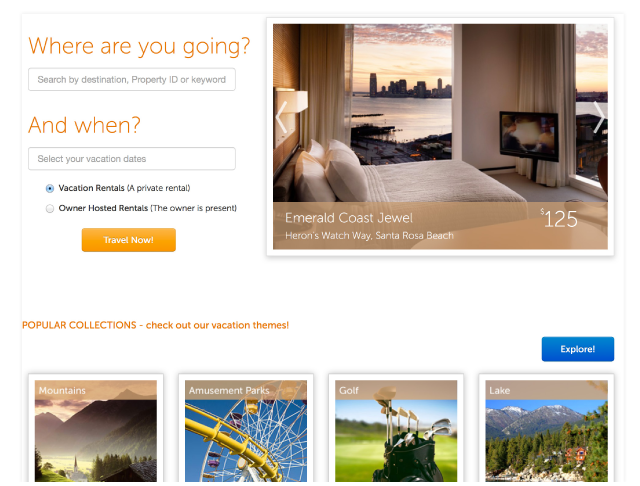 Where are you going?
Search by destination, Property ID or keyword
And when?
Select your vacation dates
Vacation Rentals (A private rental)
Owner Hosted Rentals (The owner is present)
Travel Now!
Emerald Coast Jewel
$125
Heron's Watch Way, Santa Rosa Beach
POPULAR COLLECTIONS - check out our vacation themes!
Explore!
Mountains
Amusement Parks
Golf
Lake